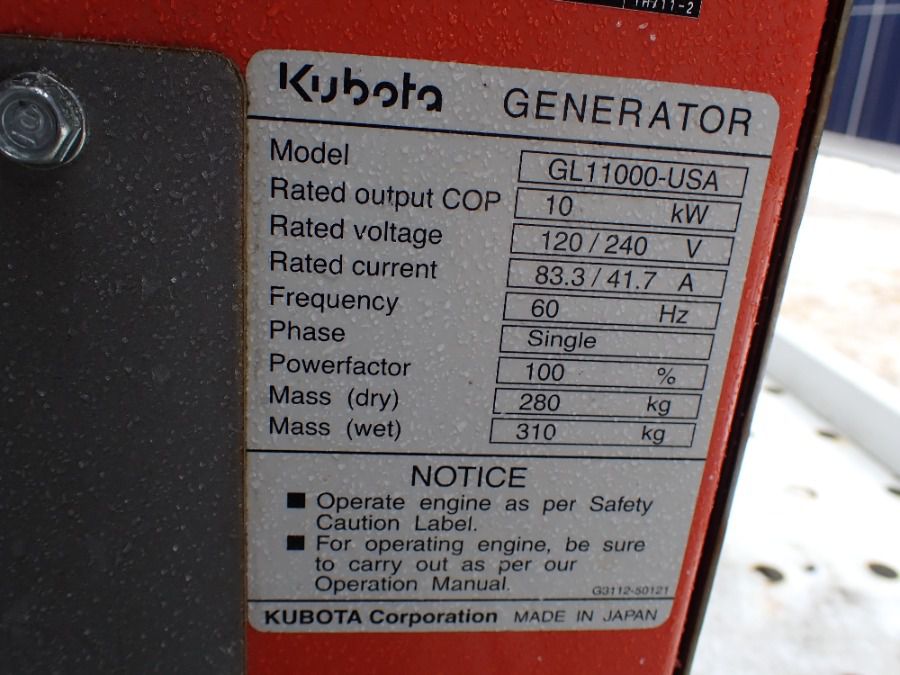 Kubota GENERATOR
Model GL11000-USA
Rated output COP 10 kW
Rated voltage 120/240 V
Rated current 83.3/41.7 A
Frequency 60 Hz
Phase Single
Powerfactor 100 %
Mass (dry) 280 kg
Mass (wet) 310 kg
NOTICE
■ Operate engine as per Safety
Caution Label.
■ For operating engine, be sure
to carry out as per our
Operation Manual.
G3112-50121
KUBOTA Corporation MADE IN JAPAN